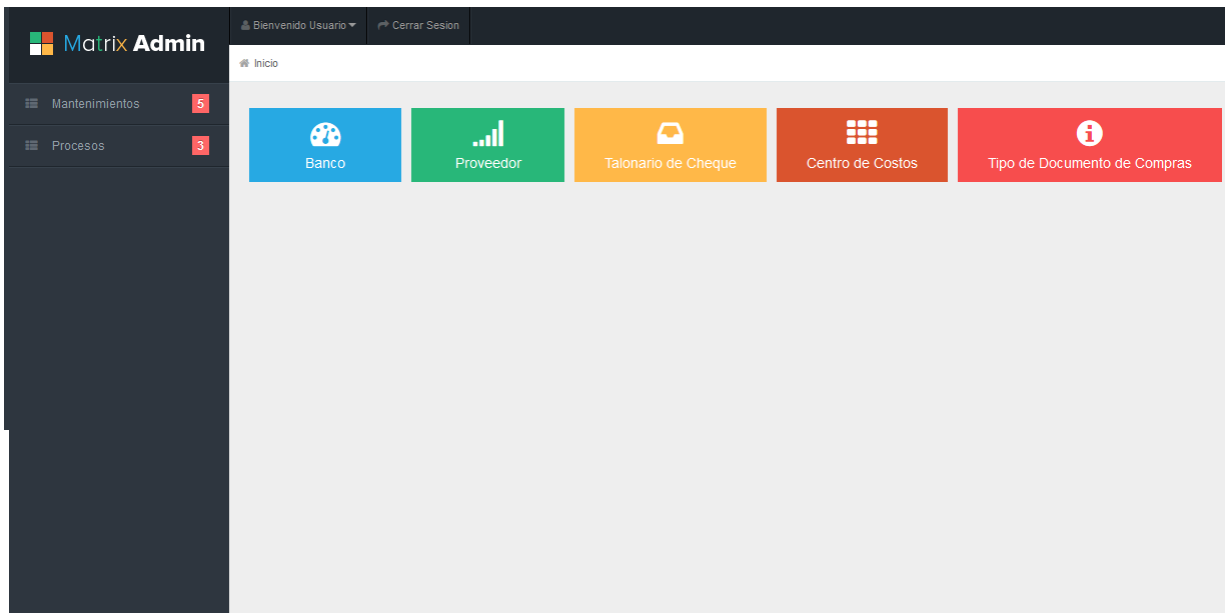 Matrix Admin
Bienvenido Usuario
Cerrar Sesion
Inicio
Mantenimientos 5
Procesos 3
Banco
Proveedor
Talonario de Cheque
Centro de Costos
Tipo de Documento de Compras